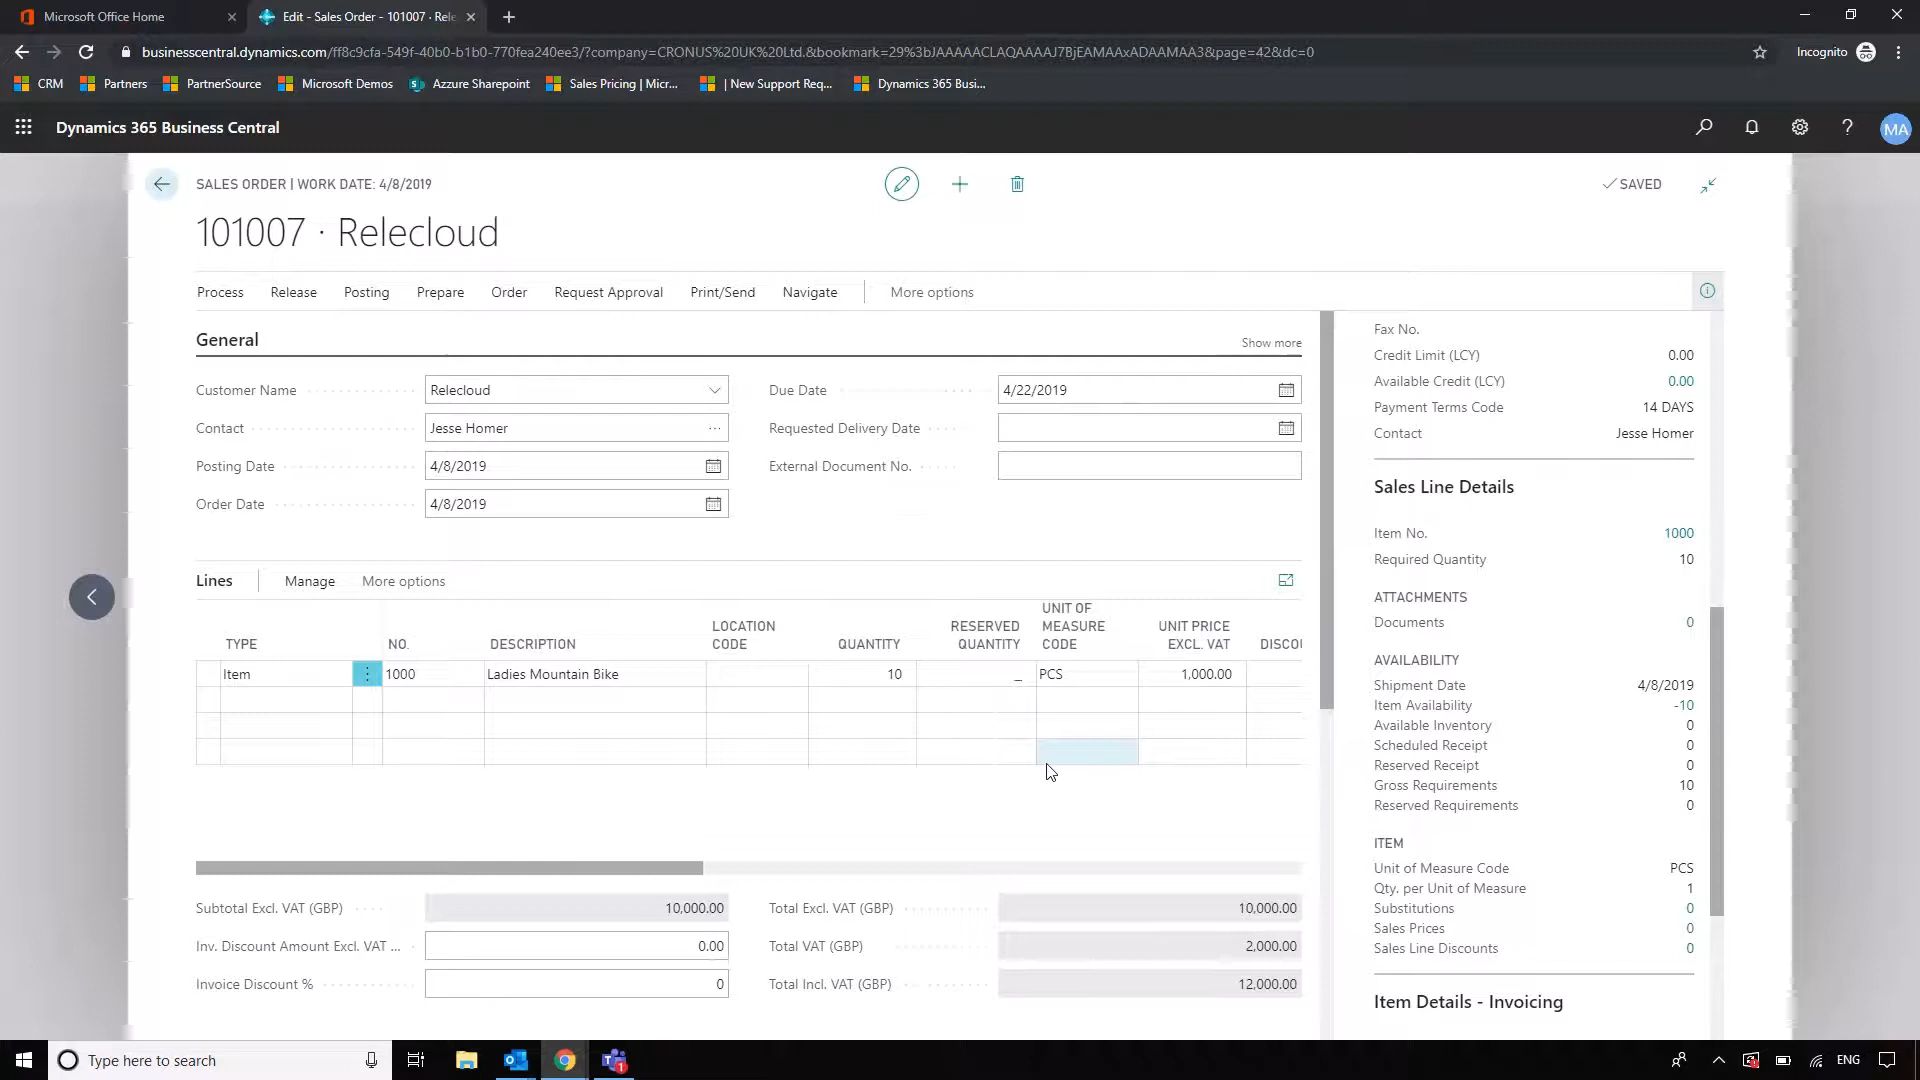 Microsoft Office Home
Edit - Sales Order - 101007 · Rele
businesscentral.dynamics.com/ff8c9cfa-549f-40b0-b1b0-770fea240ee3/?company=CRONUS%20UK%20Ltd.&bookmark=29%3bJAAAAACLAQAAAAJ7BjEAMAAxADAAMAA3&page=42&dc=0
Incognito
CRM
Partners
PartnerSource
Microsoft Demos
Azzure Sharepoint
Sales Pricing | Micr...
| New Support Req...
Dynamics 365 Busi...
Dynamics 365 Business Central
MA
SALES ORDER | WORK DATE: 4/8/2019
SAVED
101007 · Relecloud
Process Release Posting Prepare Order Request Approval Print/Send Navigate More options
General
Show more
Customer Name Relecloud
Contact Jesse Homer
Posting Date 4/8/2019
Order Date 4/8/2019
Due Date 4/22/2019
Requested Delivery Date
External Document No.
Lines Manage More options
TYPE NO. DESCRIPTION LOCATION CODE QUANTITY RESERVED QUANTITY UNIT OF MEASURE CODE UNIT PRICE EXCL. VAT DISCOU
Item 1000 Ladies Mountain Bike 10 _ PCS 1,000.00
Subtotal Excl. VAT (GBP) 10,000.00
Inv. Discount Amount Excl. VAT ... 0.00
Invoice Discount % 0
Total Excl. VAT (GBP) 10,000.00
Total VAT (GBP) 2,000.00
Total Incl. VAT (GBP) 12,000.00
Fax No.
Credit Limit (LCY) 0.00
Available Credit (LCY) 0.00
Payment Terms Code 14 DAYS
Contact Jesse Homer
Sales Line Details
Item No. 1000
Required Quantity 10
ATTACHMENTS
Documents 0
AVAILABILITY
Shipment Date 4/8/2019
Item Availability -10
Available Inventory 0
Scheduled Receipt 0
Reserved Receipt 0
Gross Requirements 10
Reserved Requirements 0
ITEM
Unit of Measure Code PCS
Qty. per Unit of Measure 1
Substitutions 0
Sales Prices 0
Sales Line Discounts 0
Item Details - Invoicing
Type here to search
1
ENG